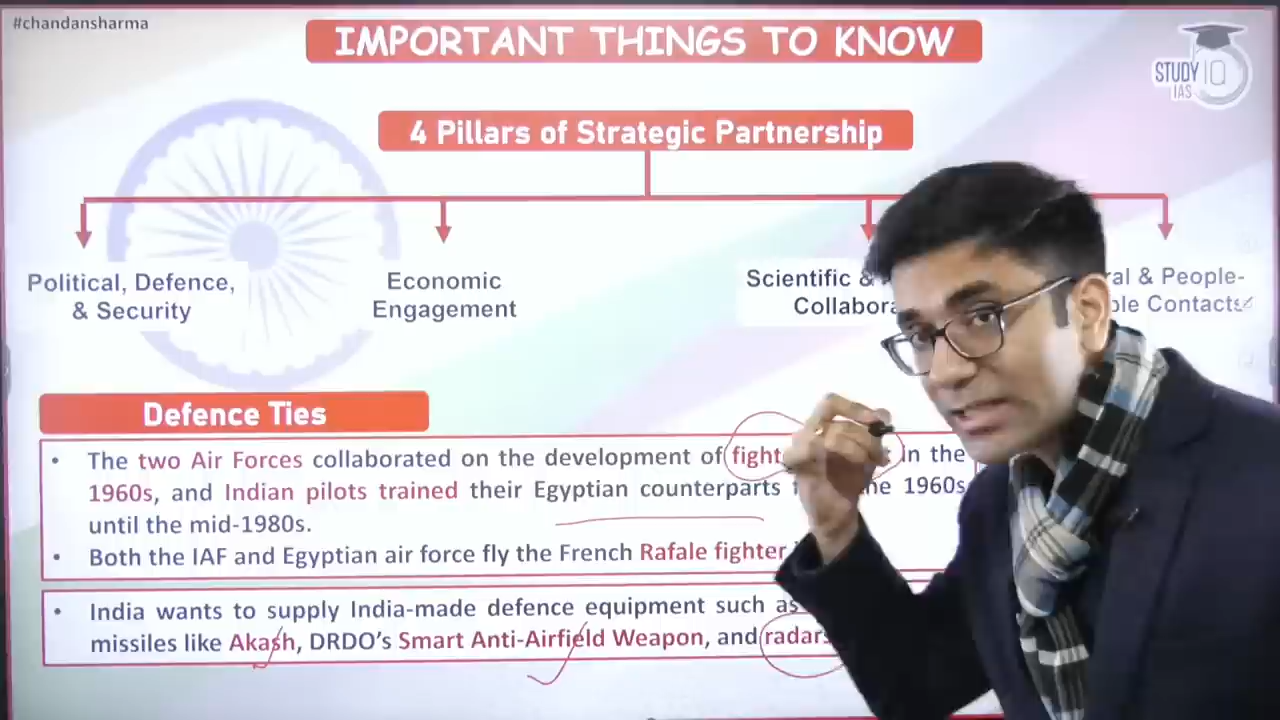 #chandansharma
IMPORTANT THINGS TO KNOW
STUDY IQ
IAS
4 Pillars of Strategic Partnership
Political, Defence,
& Security
Economic
Engagement
Scientific &
& People-
Contacts
Defence Ties
• The two Air Forces collaborated on the development of in the
1960s, and Indian pilots trained their Egyptian counterparts 1960s
until the mid-1980s.
• Both the IAF and Egyptian air force fly the French Rafale fighter
• India wants to supply India-made defence equipment such as
missiles like Akash, DRDO's Smart Anti-Airfield Weapon, and radars